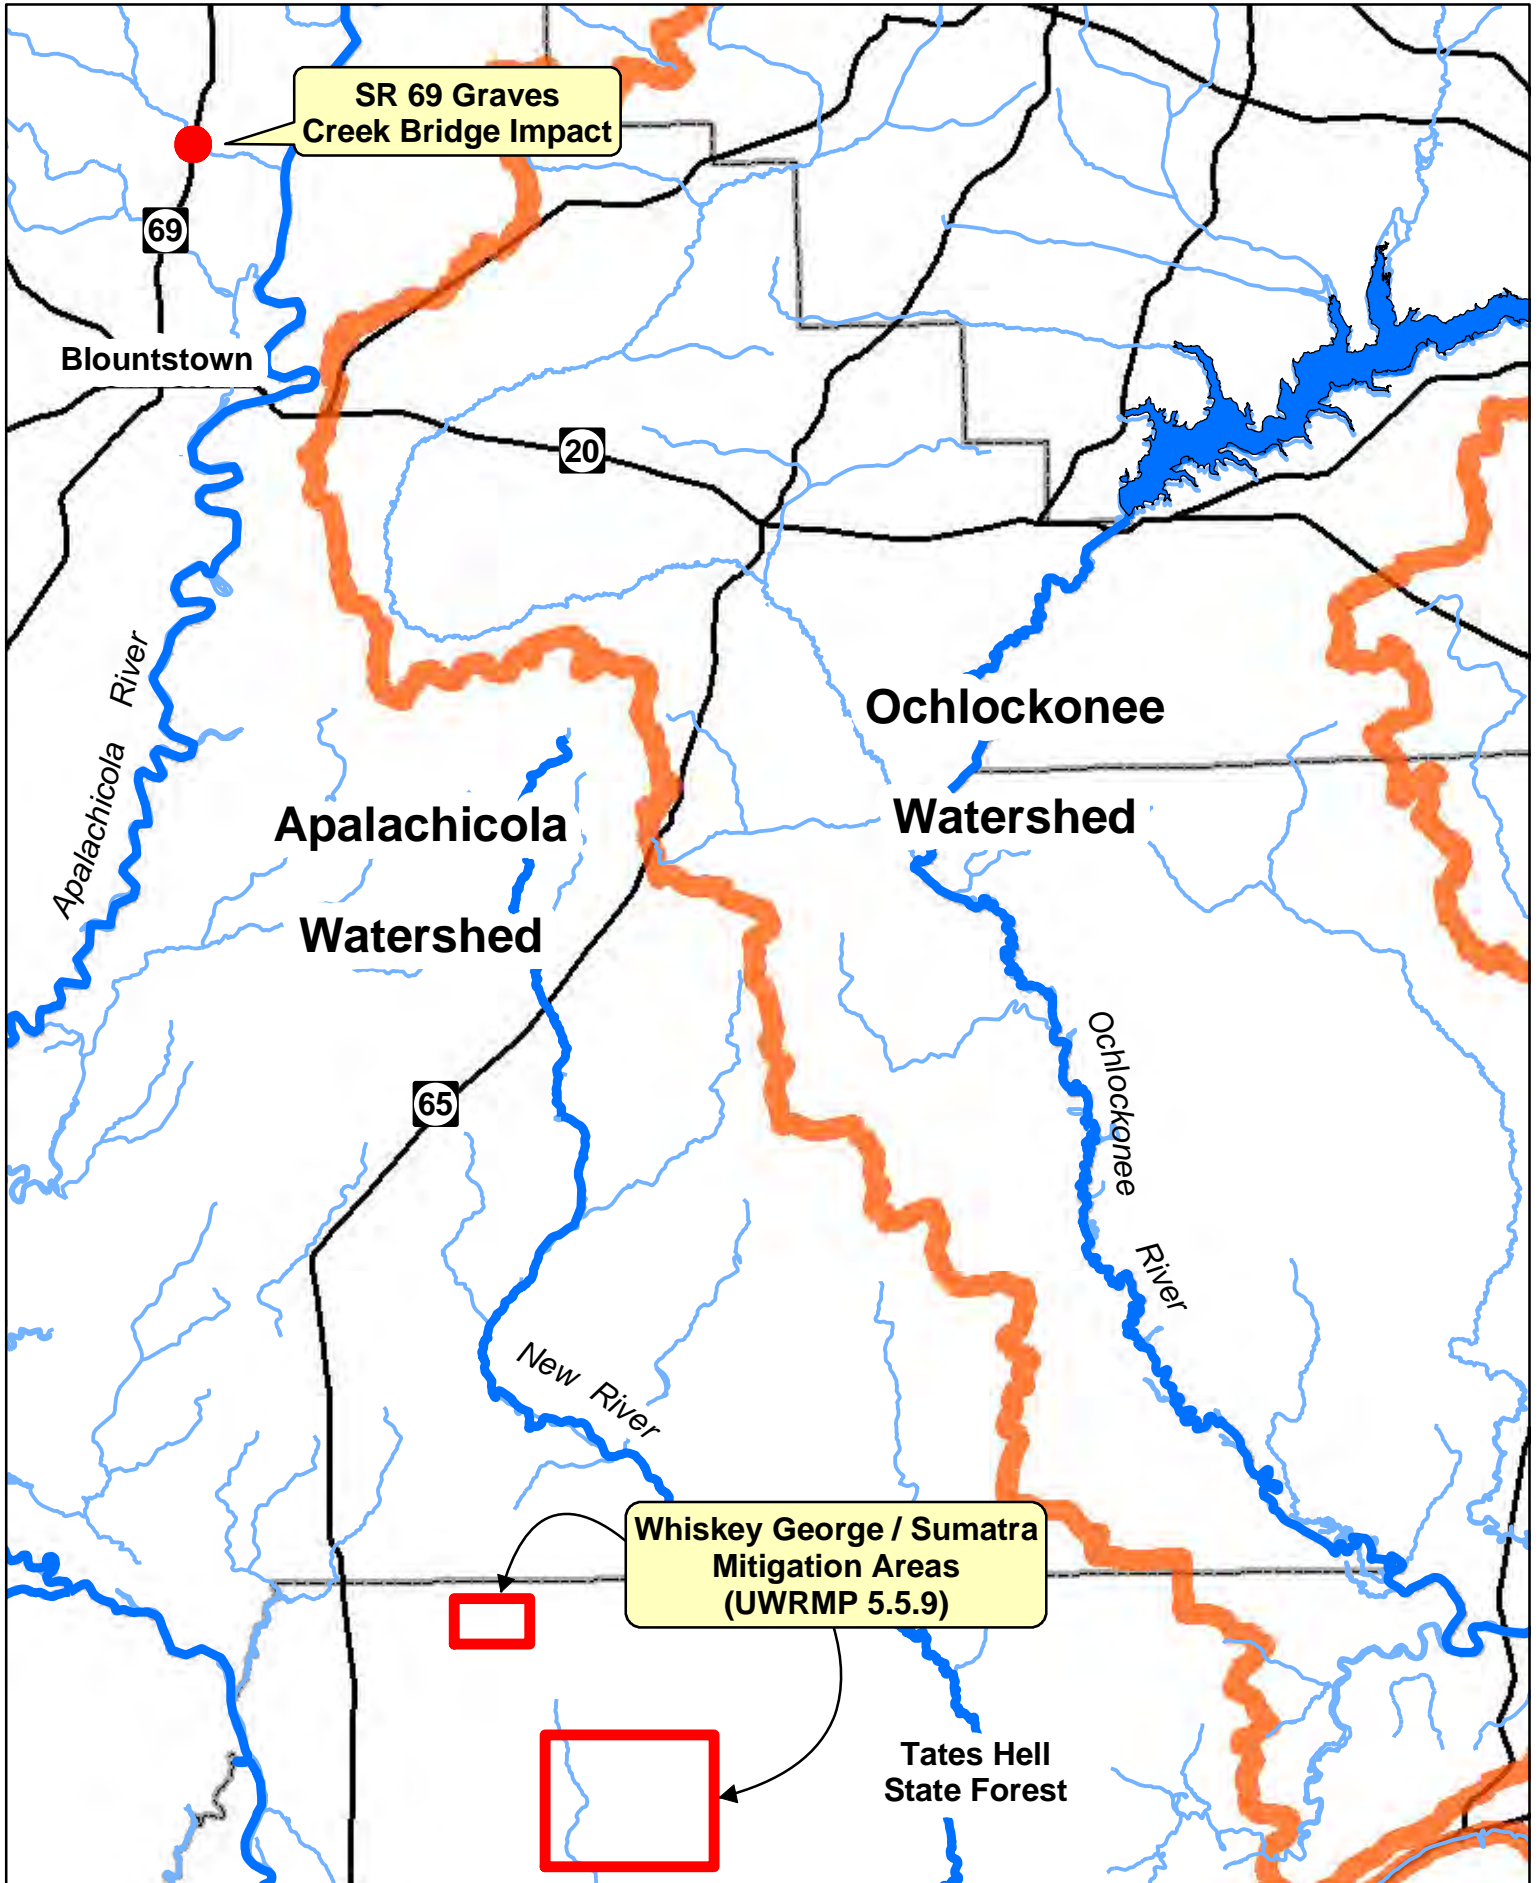 SR 69 Graves
Creek Bridge Impact
69
Blountstown
20
Apalachicola River
Ochlockonee
Watershed
Apalachicola
Watershed
Ochlockonee River
65
New River
Whiskey George / Sumatra
Mitigation Areas
(UWRMP 5.5.9)
Tates Hell
State Forest